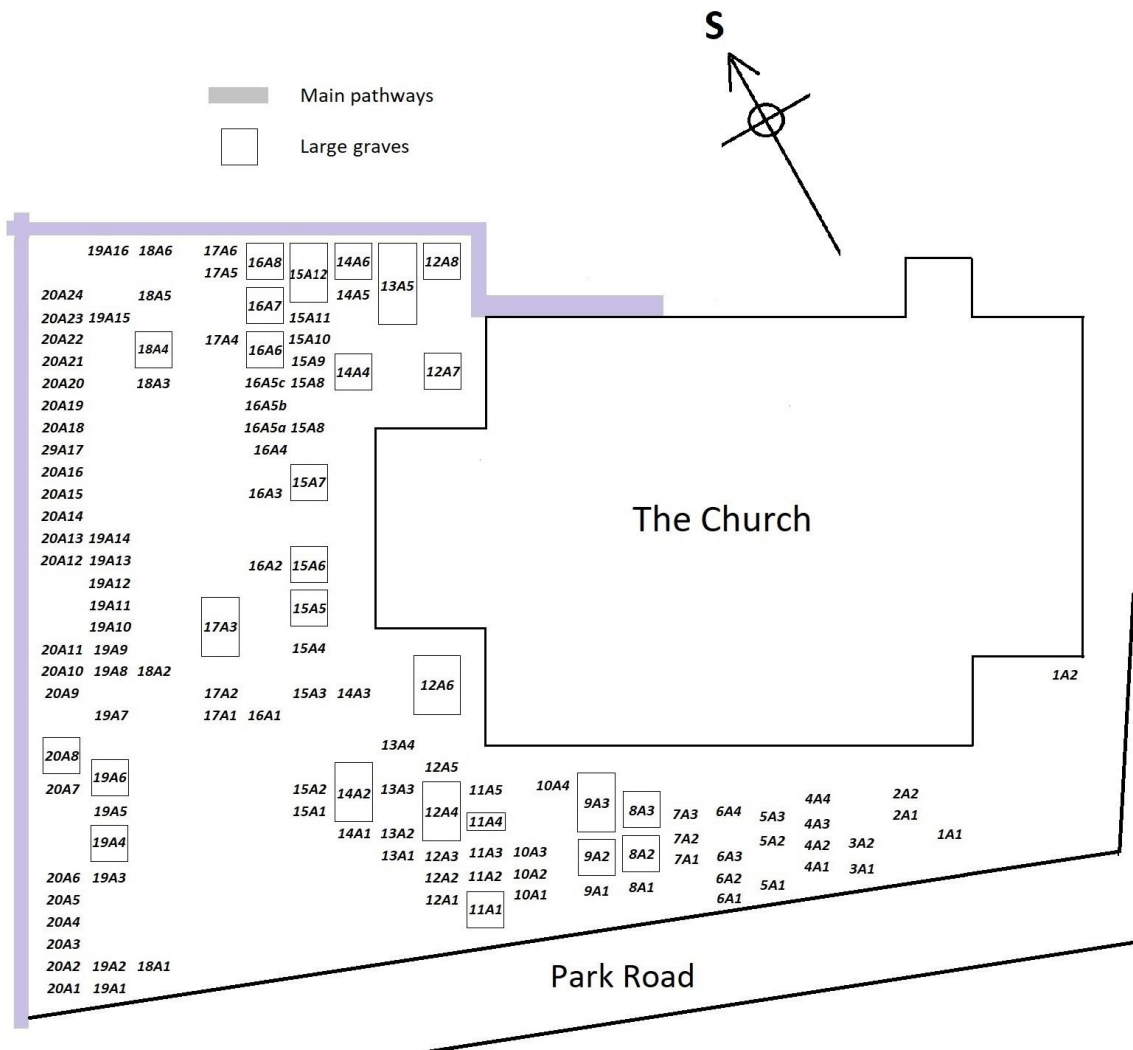 S
Main pathways
Large graves
19A16 18A6 17A6 16A8 15A12 14A6 13A5 12A8
17A5
20A24 18A5 16A7 14A5
20A23 19A15 15A11
20A22 18A4 17A4 16A6 15A10
20A21 15A9 14A4 12A7
20A20 18A3 16A5c 15A8
20A19 16A5b
20A18 16A5a 15A8
29A17 16A4
20A16 15A7
20A15 16A3
20A14 The Church
20A13 19A14
20A12 19A13 16A2 15A6
19A12
19A11 15A5
19A10 17A3
20A11 19A9 15A4
20A10 19A8 18A2 12A6 1A2
20A9 17A2 15A3 14A3
19A7 17A1 16A1
13A4
20A8 12A5
19A6
20A7 15A2 14A2 13A3 11A5 10A4 9A3 4A4 2A2
19A5 15A1 12A4 11A4 8A3 7A3 6A4 5A3 4A3 2A1
19A4 14A1 13A2 7A2 5A2 4A2 3A2 1A1
13A1 12A3 11A3 10A3 9A2 8A2 7A1 6A3 4A1 3A1
20A6 19A3 12A2 11A2 10A2 9A1 8A1 6A2 5A1
20A5 12A1 11A1 10A1 6A1
20A4
20A3
20A2 19A2 18A1 Park Road
20A1 19A1